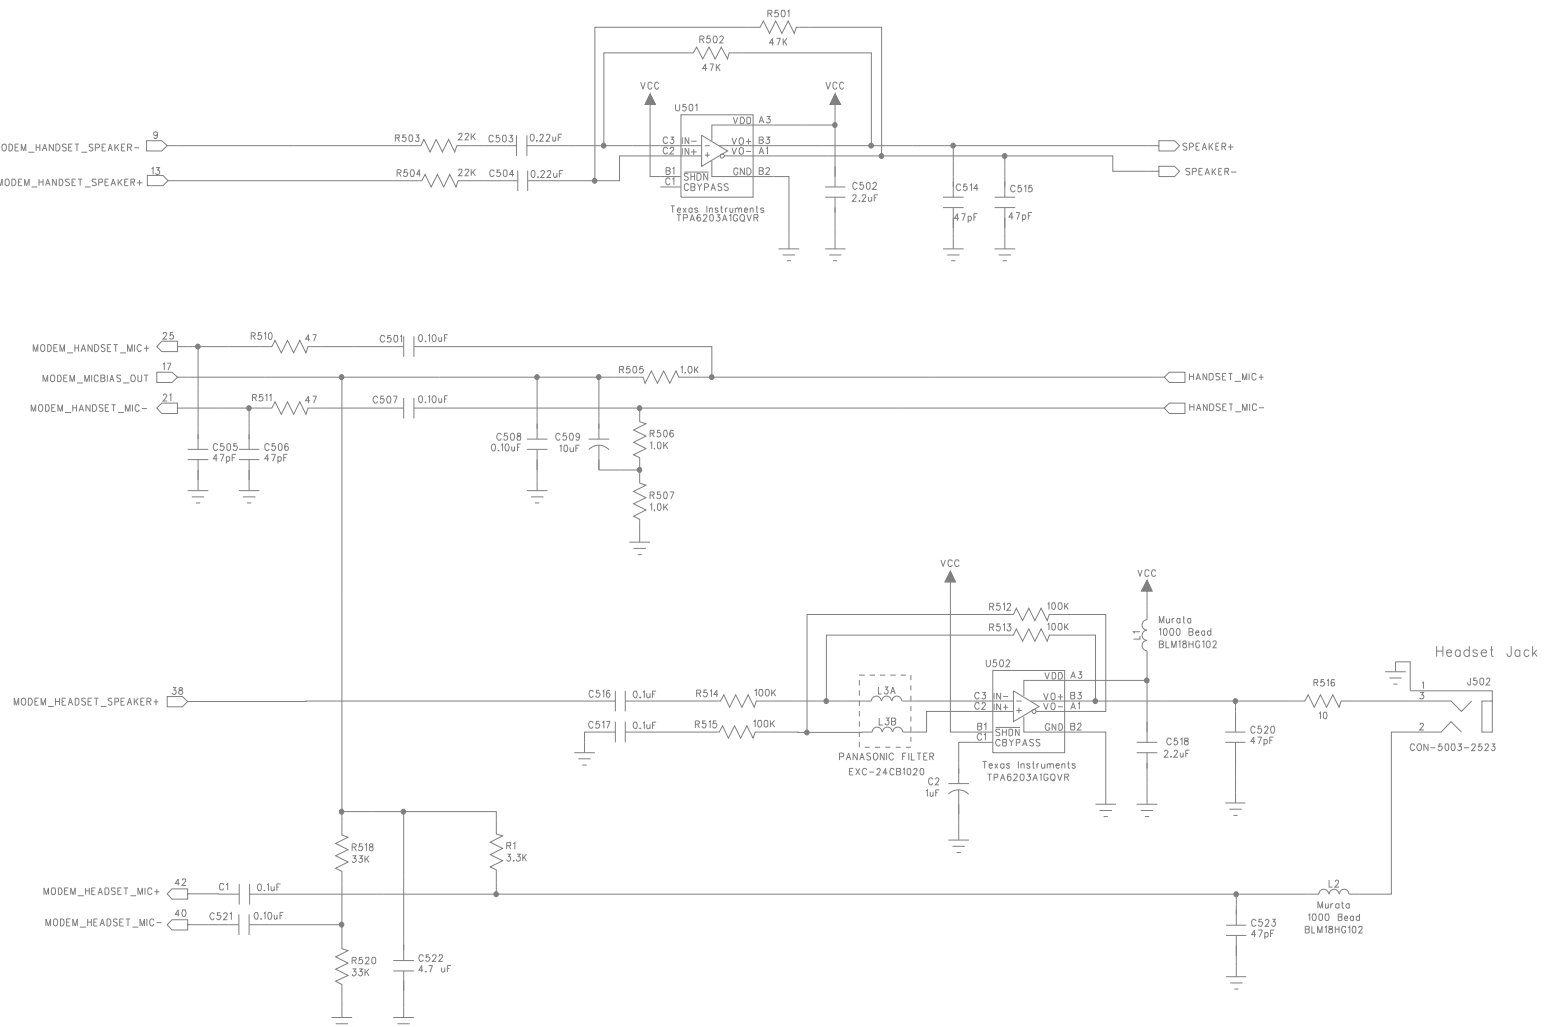 R501
47K
R502
47K
VCC
VCC
U501
VDD A3
9
MODEM_HANDSET_SPEAKER-
R503
22K
C503
0.22uF
C3 IN-
VO+ B3
SPEAKER+
C2 IN+
VO- A1
13
MODEM_HANDSET_SPEAKER+
R504
22K
C504
0.22uF
B1 SHDN
GND B2
SPEAKER-
C1 CBYPASS
C502
2.2uF
C514
47pF
C515
47pF
Texas Instruments
TPA6203A1GQVR
25
MODEM_HANDSET_MIC+
R510
47
C501
0.10uF
17
MODEM_MICBIAS_OUT
R505
1.0K
HANDSET_MIC+
21
MODEM_HANDSET_MIC-
R511
47
C507
0.10uF
HANDSET_MIC-
C505
47pF
C506
47pF
C508
0.10uF
C509
10uF
R506
1.0K
R507
1.0K
VCC
VCC
R512
100K
R513
100K
L1
Murata
1000 Bead
BLM18HG102
Headset Jack
U502
VDD A3
38
MODEM_HEADSET_SPEAKER+
C516
0.1uF
R514
100K
L3A
C3 IN-
VO+ B3
R516
10
J502
1
3
2
CON-5003-2523
C2 IN+
VO- A1
C517
0.1uF
R515
100K
L3B
B1 SHDN
GND B2
C1 CBYPASS
C518
2.2uF
C520
47pF
PANASONIC FILTER
EXC-24CB1020
Texas Instruments
TPA6203A1GQVR
C2
1uF
R518
33K
R1
3.3K
42
MODEM_HEADSET_MIC+
C1
0.1uF
L2
Murata
1000 Bead
BLM18HG102
40
MODEM_HEADSET_MIC-
C521
0.10uF
C523
47pF
R520
33K
C522
4.7 uF